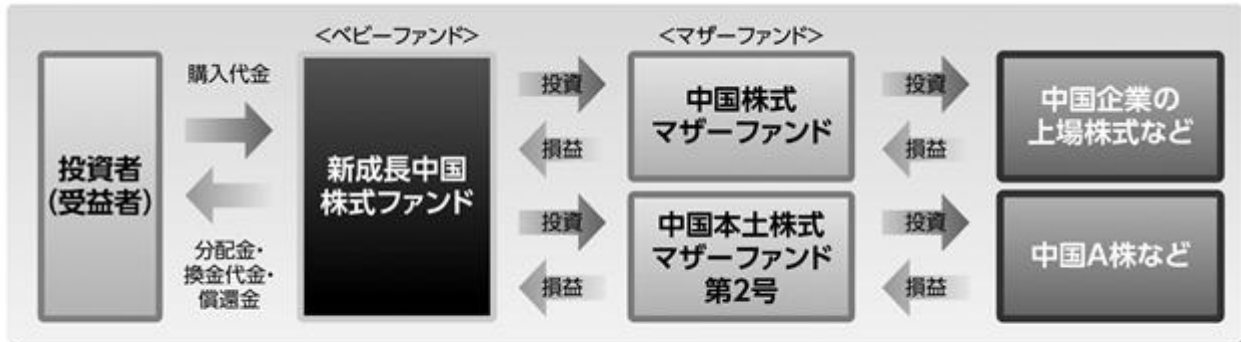 <ベビーファンド>
<マザーファンド>
投資者
(受益者)
購入代金
分配金・
換金代金・
償還金
新成長中国
株式ファンド
投資
損益
中国株式
マザーファンド
投資
損益
中国企業の
上場株式など
投資
損益
中国本土株式
マザーファンド
第2号
投資
損益
中国A株など